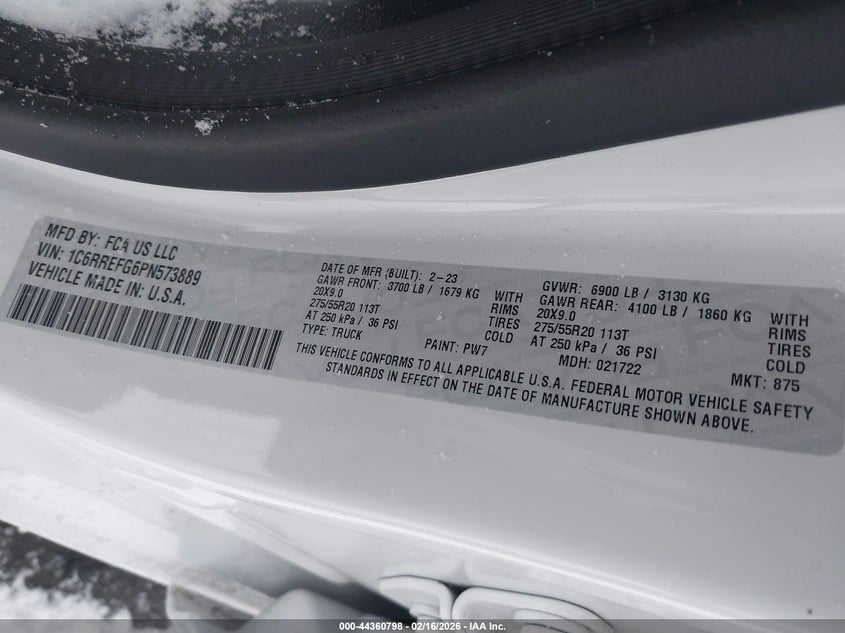 MFD BY: FCA US LLC
VIN: 1C6RREFG6PN573889
VEHICLE MADE IN: U.S.A.
DATE OF MFR (BUILT): 2-23
GAWR FRONT: 3700 LB / 1679 KG WITH
20X9.0 RIMS
275/55R20 113T TIRES
AT 250 kPa / 36 PSI COLD
TYPE: TRUCK PAINT: PW7
GVWR: 6900 LB / 3130 KG
GAWR REAR: 4100 LB / 1860 KG WITH
20X9.0 RIMS
275/55R20 113T TIRES
AT 250 kPa / 36 PSI COLD
MDH: 021722 MKT: 875
THIS VEHICLE CONFORMS TO ALL APPLICABLE U.S.A. FEDERAL MOTOR VEHICLE SAFETY
STANDARDS IN EFFECT ON THE DATE OF MANUFACTURE SHOWN ABOVE.
000-44360798 - 02/16/2026 - IAA Inc.